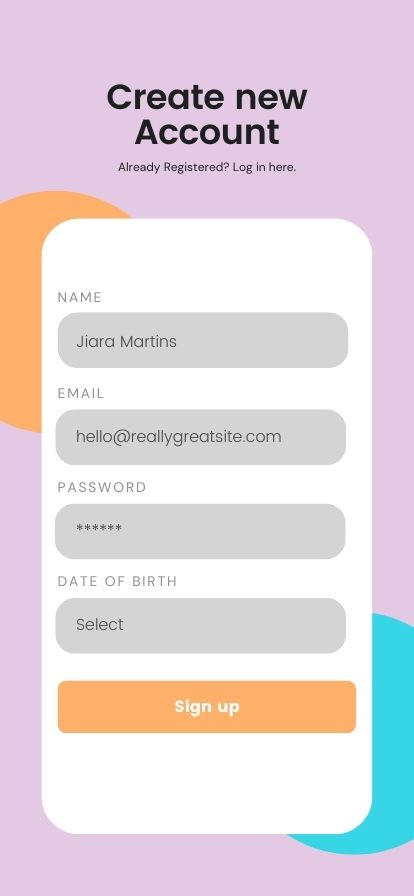 Create new
Account
Already Registered? Log in here.
NAME
Jiara Martins
EMAIL
hello@reallygreatsite.com
PASSWORD
******
DATE OF BIRTH
Select
Sign up